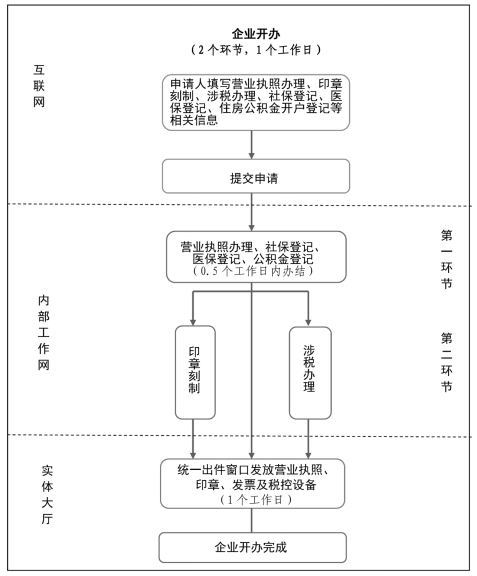 企业开办
(2个环节，1个工作日)
互联网
申请人填写营业执照办理、印章
刻制、涉税办理、社保登记、医
保登记、住房公积金开户登记等
相关信息
提交申请
营业执照办理、社保登记、
医保登记、公积金登记
(0.5个工作日内办结)
第一环节
内部工作网
印章刻制
涉税办理
第二环节
实体大厅
统一出件窗口发放营业执照、
印章、发票及税控设备
(1个工作日)
企业开办完成